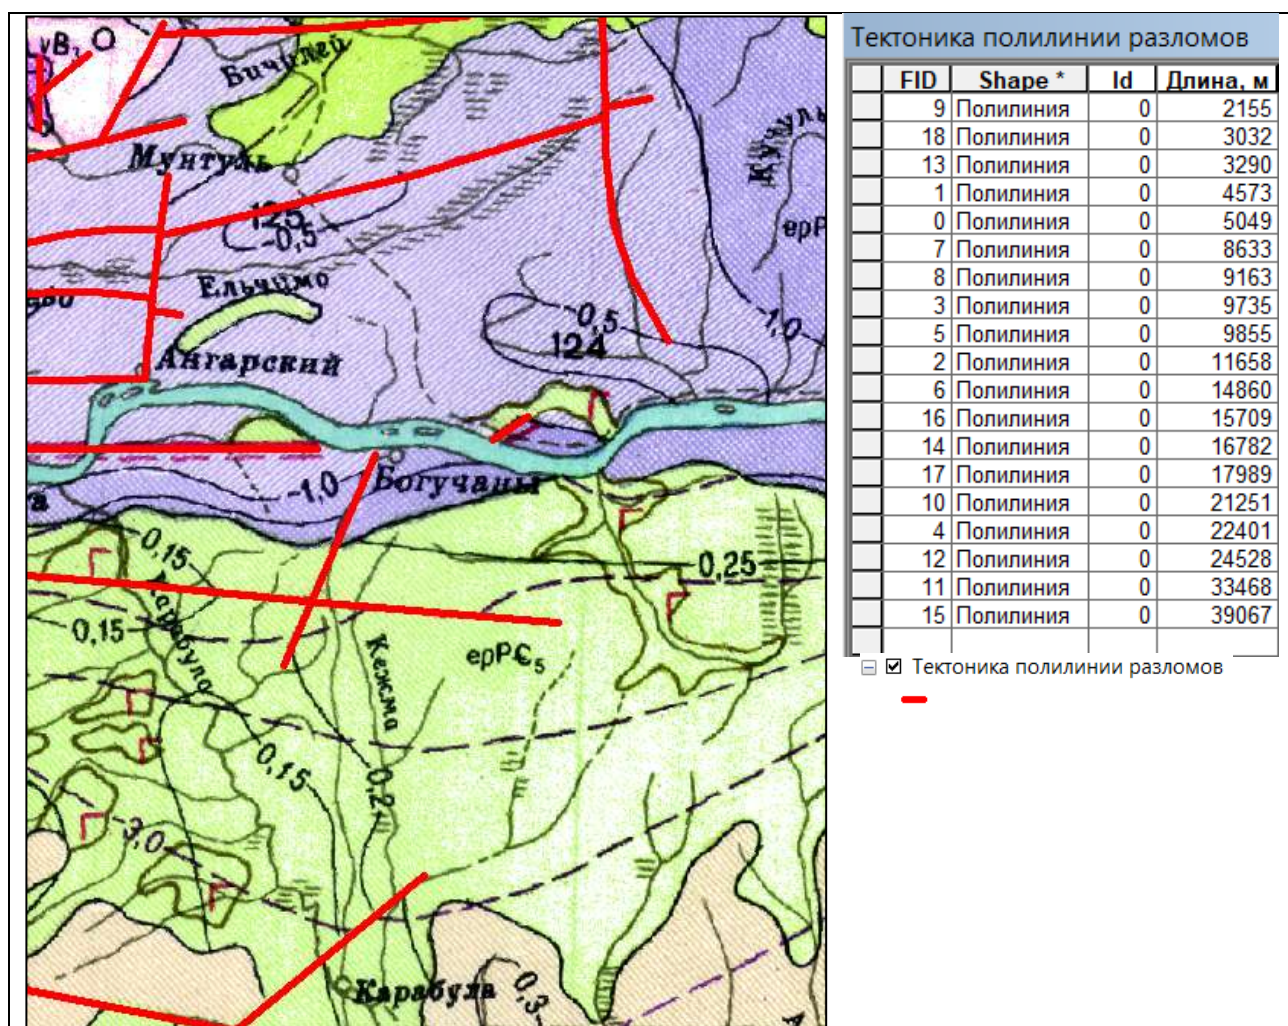 Тектоника полилинии разломов
FID Shape * Id Длина, м
9 Полилиния 0 2155
18 Полилиния 0 3032
13 Полилиния 0 3290
1 Полилиния 0 4573
0 Полилиния 0 5049
7 Полилиния 0 8633
8 Полилиния 0 9163
3 Полилиния 0 9735
5 Полилиния 0 9855
2 Полилиния 0 11658
6 Полилиния 0 14860
16 Полилиния 0 15709
14 Полилиния 0 16782
17 Полилиния 0 17989
10 Полилиния 0 21251
4 Полилиния 0 22401
12 Полилиния 0 24528
11 Полилиния 0 33468
15 Полилиния 0 39067
Тектоника полилинии разломов
Бичилей
Мунтуль
125
-0,5
Ельчимо
-0,5
-1,0
124
Ангарский
Богучаны
-1,0
0,15
0,25
Карабула
0,15
Кежма
epPC₅
0,15
0,2
-3,0
Карабула
0,3